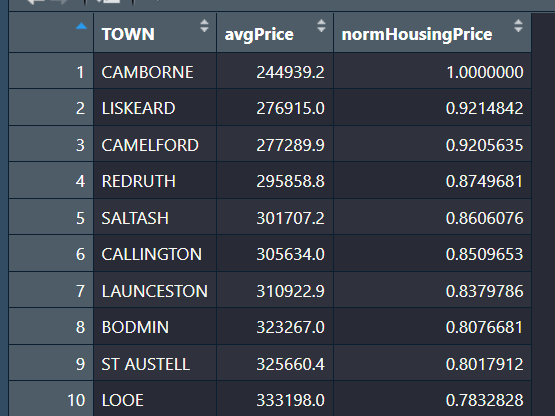 TOWN avgPrice normHousingPrice
1 CAMBORNE 244939.2 1.0000000
2 LISKEARD 276915.0 0.9214842
3 CAMELFORD 277289.9 0.9205635
4 REDRUTH 295858.8 0.8749681
5 SALTASH 301707.2 0.8606076
6 CALLINGTON 305634.0 0.8509653
7 LAUNCESTON 310922.9 0.8379786
8 BODMIN 323267.0 0.8076681
9 ST AUSTELL 325660.4 0.8017912
10 LOOE 333198.0 0.7832828